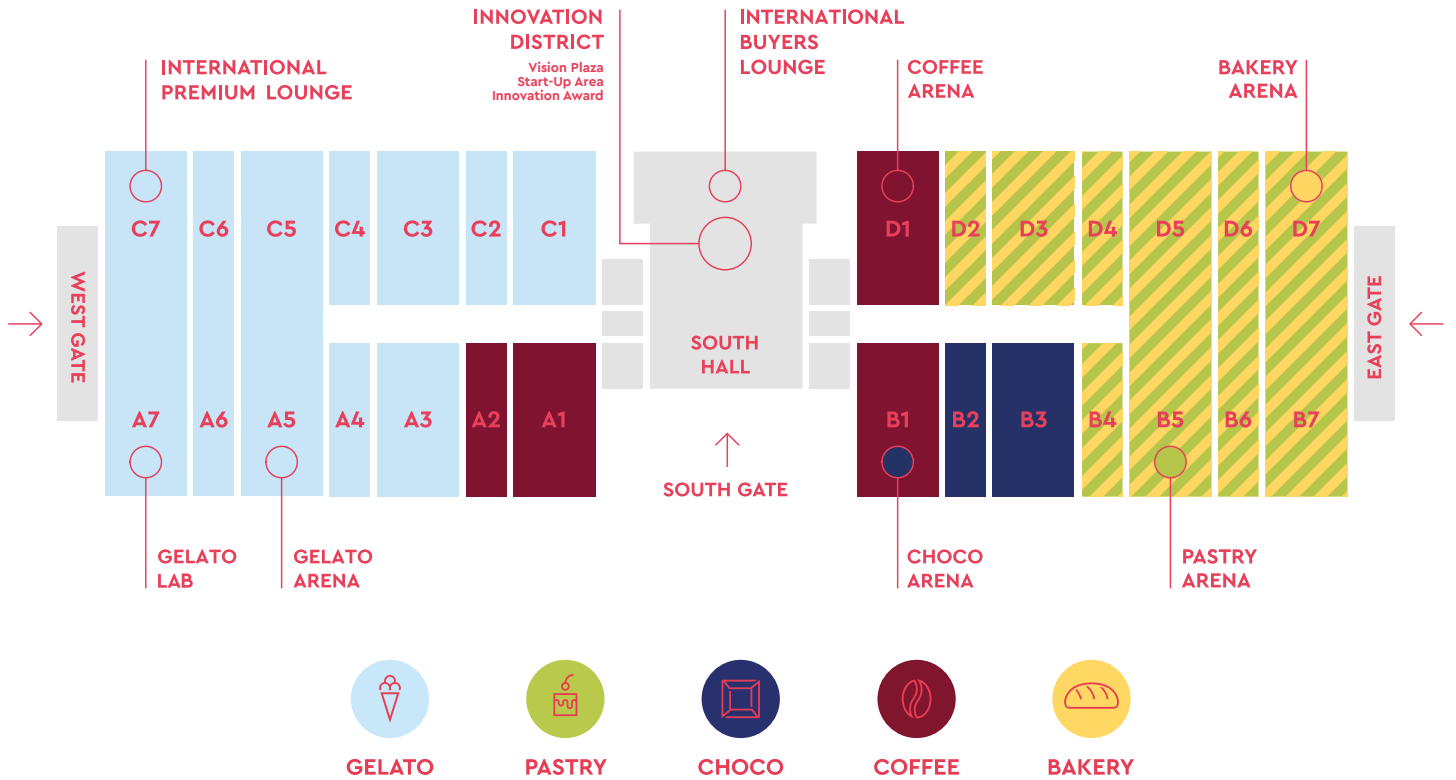 INTERNATIONAL
PREMIUM LOUNGE
INNOVATION
DISTRICT
Vision Plaza
Start-Up Area
Innovation Award
INTERNATIONAL
BUYERS
LOUNGE
COFFEE
ARENA
BAKERY
ARENA
C7
C6
C5
C4
C3
C2
C1
D1
D2
D3
D4
D5
D6
D7
WEST GATE
SOUTH
HALL
EAST GATE
A7
A6
A5
A4
A3
A2
A1
B1
B2
B3
B4
B5
B6
B7
SOUTH GATE
GELATO
LAB
GELATO
ARENA
CHOCO
ARENA
PASTRY
ARENA
GELATO
PASTRY
CHOCO
COFFEE
BAKERY